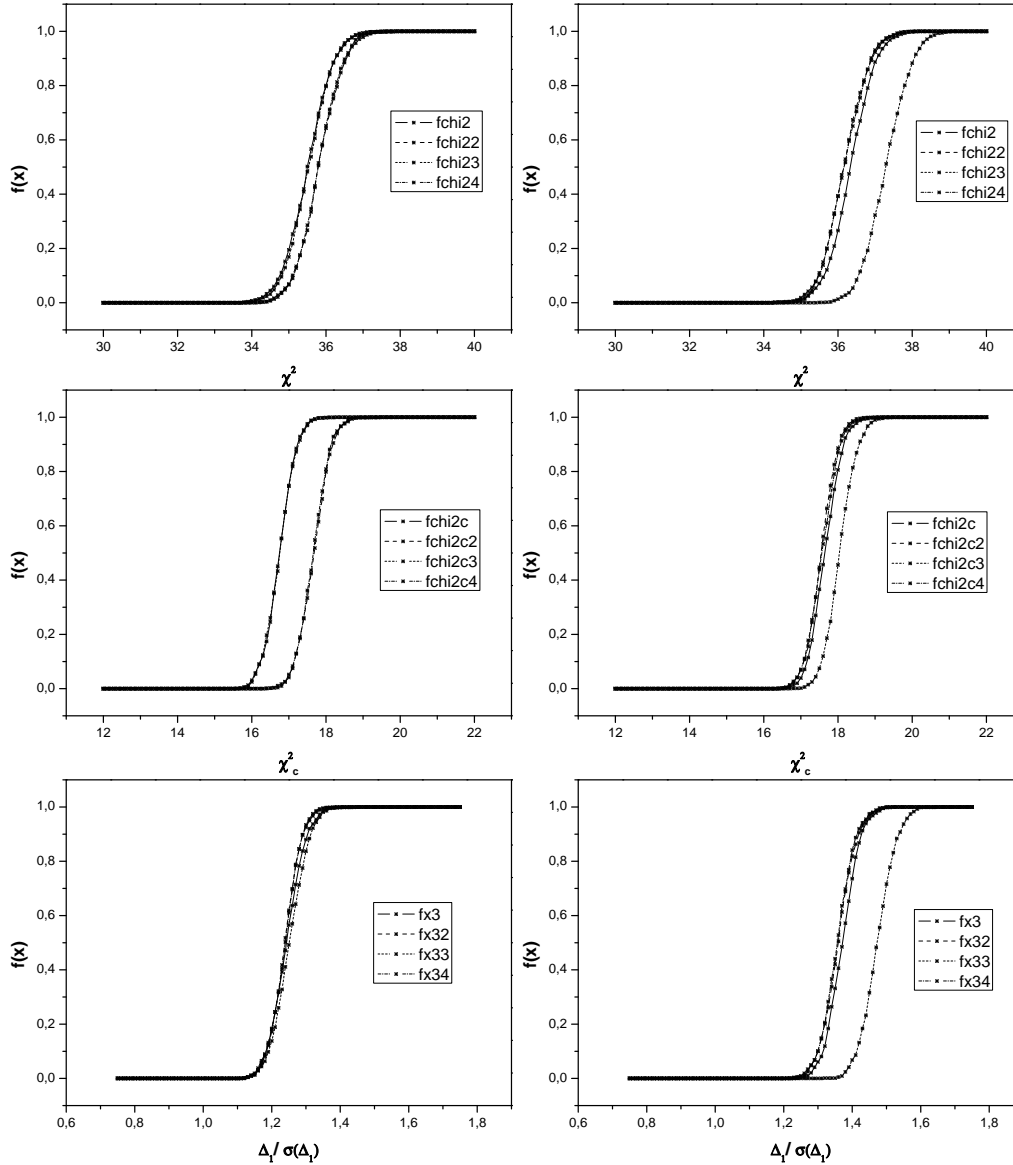 f(x)
1,0
0,8
0,6
0,4
0,2
0,0
fchi2
fchi22
fchi23
fchi24
30 32 34 36 38 40
χ²
f(x)
1,0
0,8
0,6
0,4
0,2
0,0
fchi2
fchi22
fchi23
fchi24
30 32 34 36 38 40
χ²
f(x)
1,0
0,8
0,6
0,4
0,2
0,0
fchi2c
fchi2c2
fchi2c3
fchi2c4
12 14 16 18 20 22
χ²c
f(x)
1,0
0,8
0,6
0,4
0,2
0,0
fchi2c
fchi2c2
fchi2c3
fchi2c4
12 14 16 18 20 22
χ²c
f(x)
1,0
0,8
0,6
0,4
0,2
0,0
fx3
fx32
fx33
fx34
0,6 0,8 1,0 1,2 1,4 1,6 1,8
Δ₁/ σ(Δ₁)
f(x)
1,0
0,8
0,6
0,4
0,2
0,0
fx3
fx32
fx33
fx34
0,6 0,8 1,0 1,2 1,4 1,6 1,8
Δ₁/ σ(Δ₁)